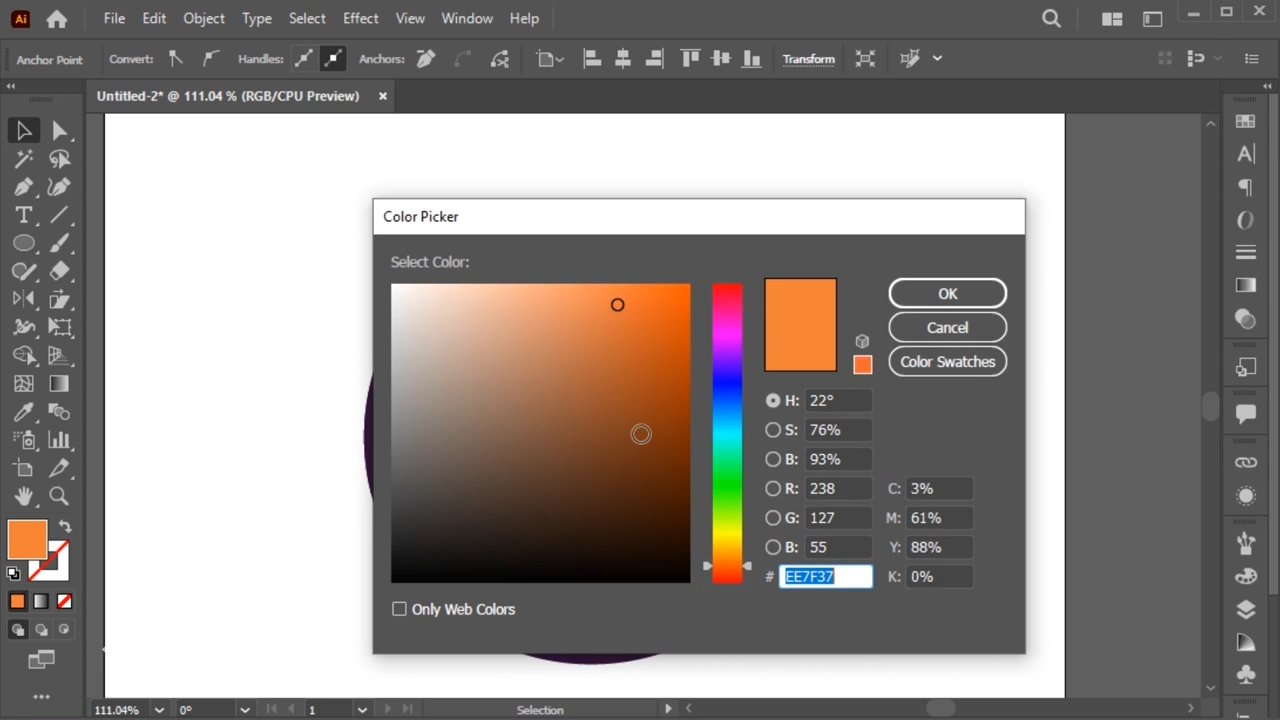 Ai File Edit Object Type Select Effect View Window Help
Anchor Point Convert: Handles: Anchors: Transform
Untitled-2* @ 111.04 % (RGB/CPU Preview) ×
Color Picker
Select Color:
OK
Cancel
Color Swatches
H: 22°
S: 76%
B: 93%
R: 238 C: 3%
G: 127 M: 61%
B: 55 Y: 88%
# EE7F37 K: 0%
Only Web Colors
111.04% 0° 1 Selection